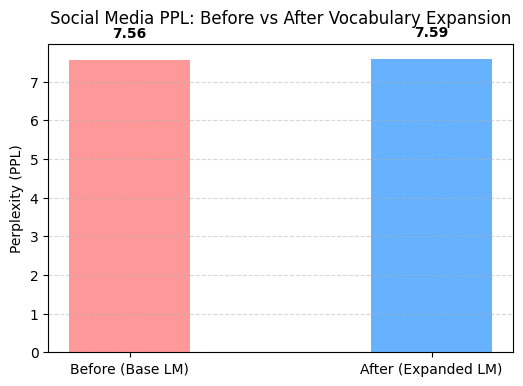 Social Media PPL: Before vs After Vocabulary Expansion
7.56
7.59
Perplexity (PPL)
7
6
5
4
3
2
1
0
Before (Base LM)
After (Expanded LM)